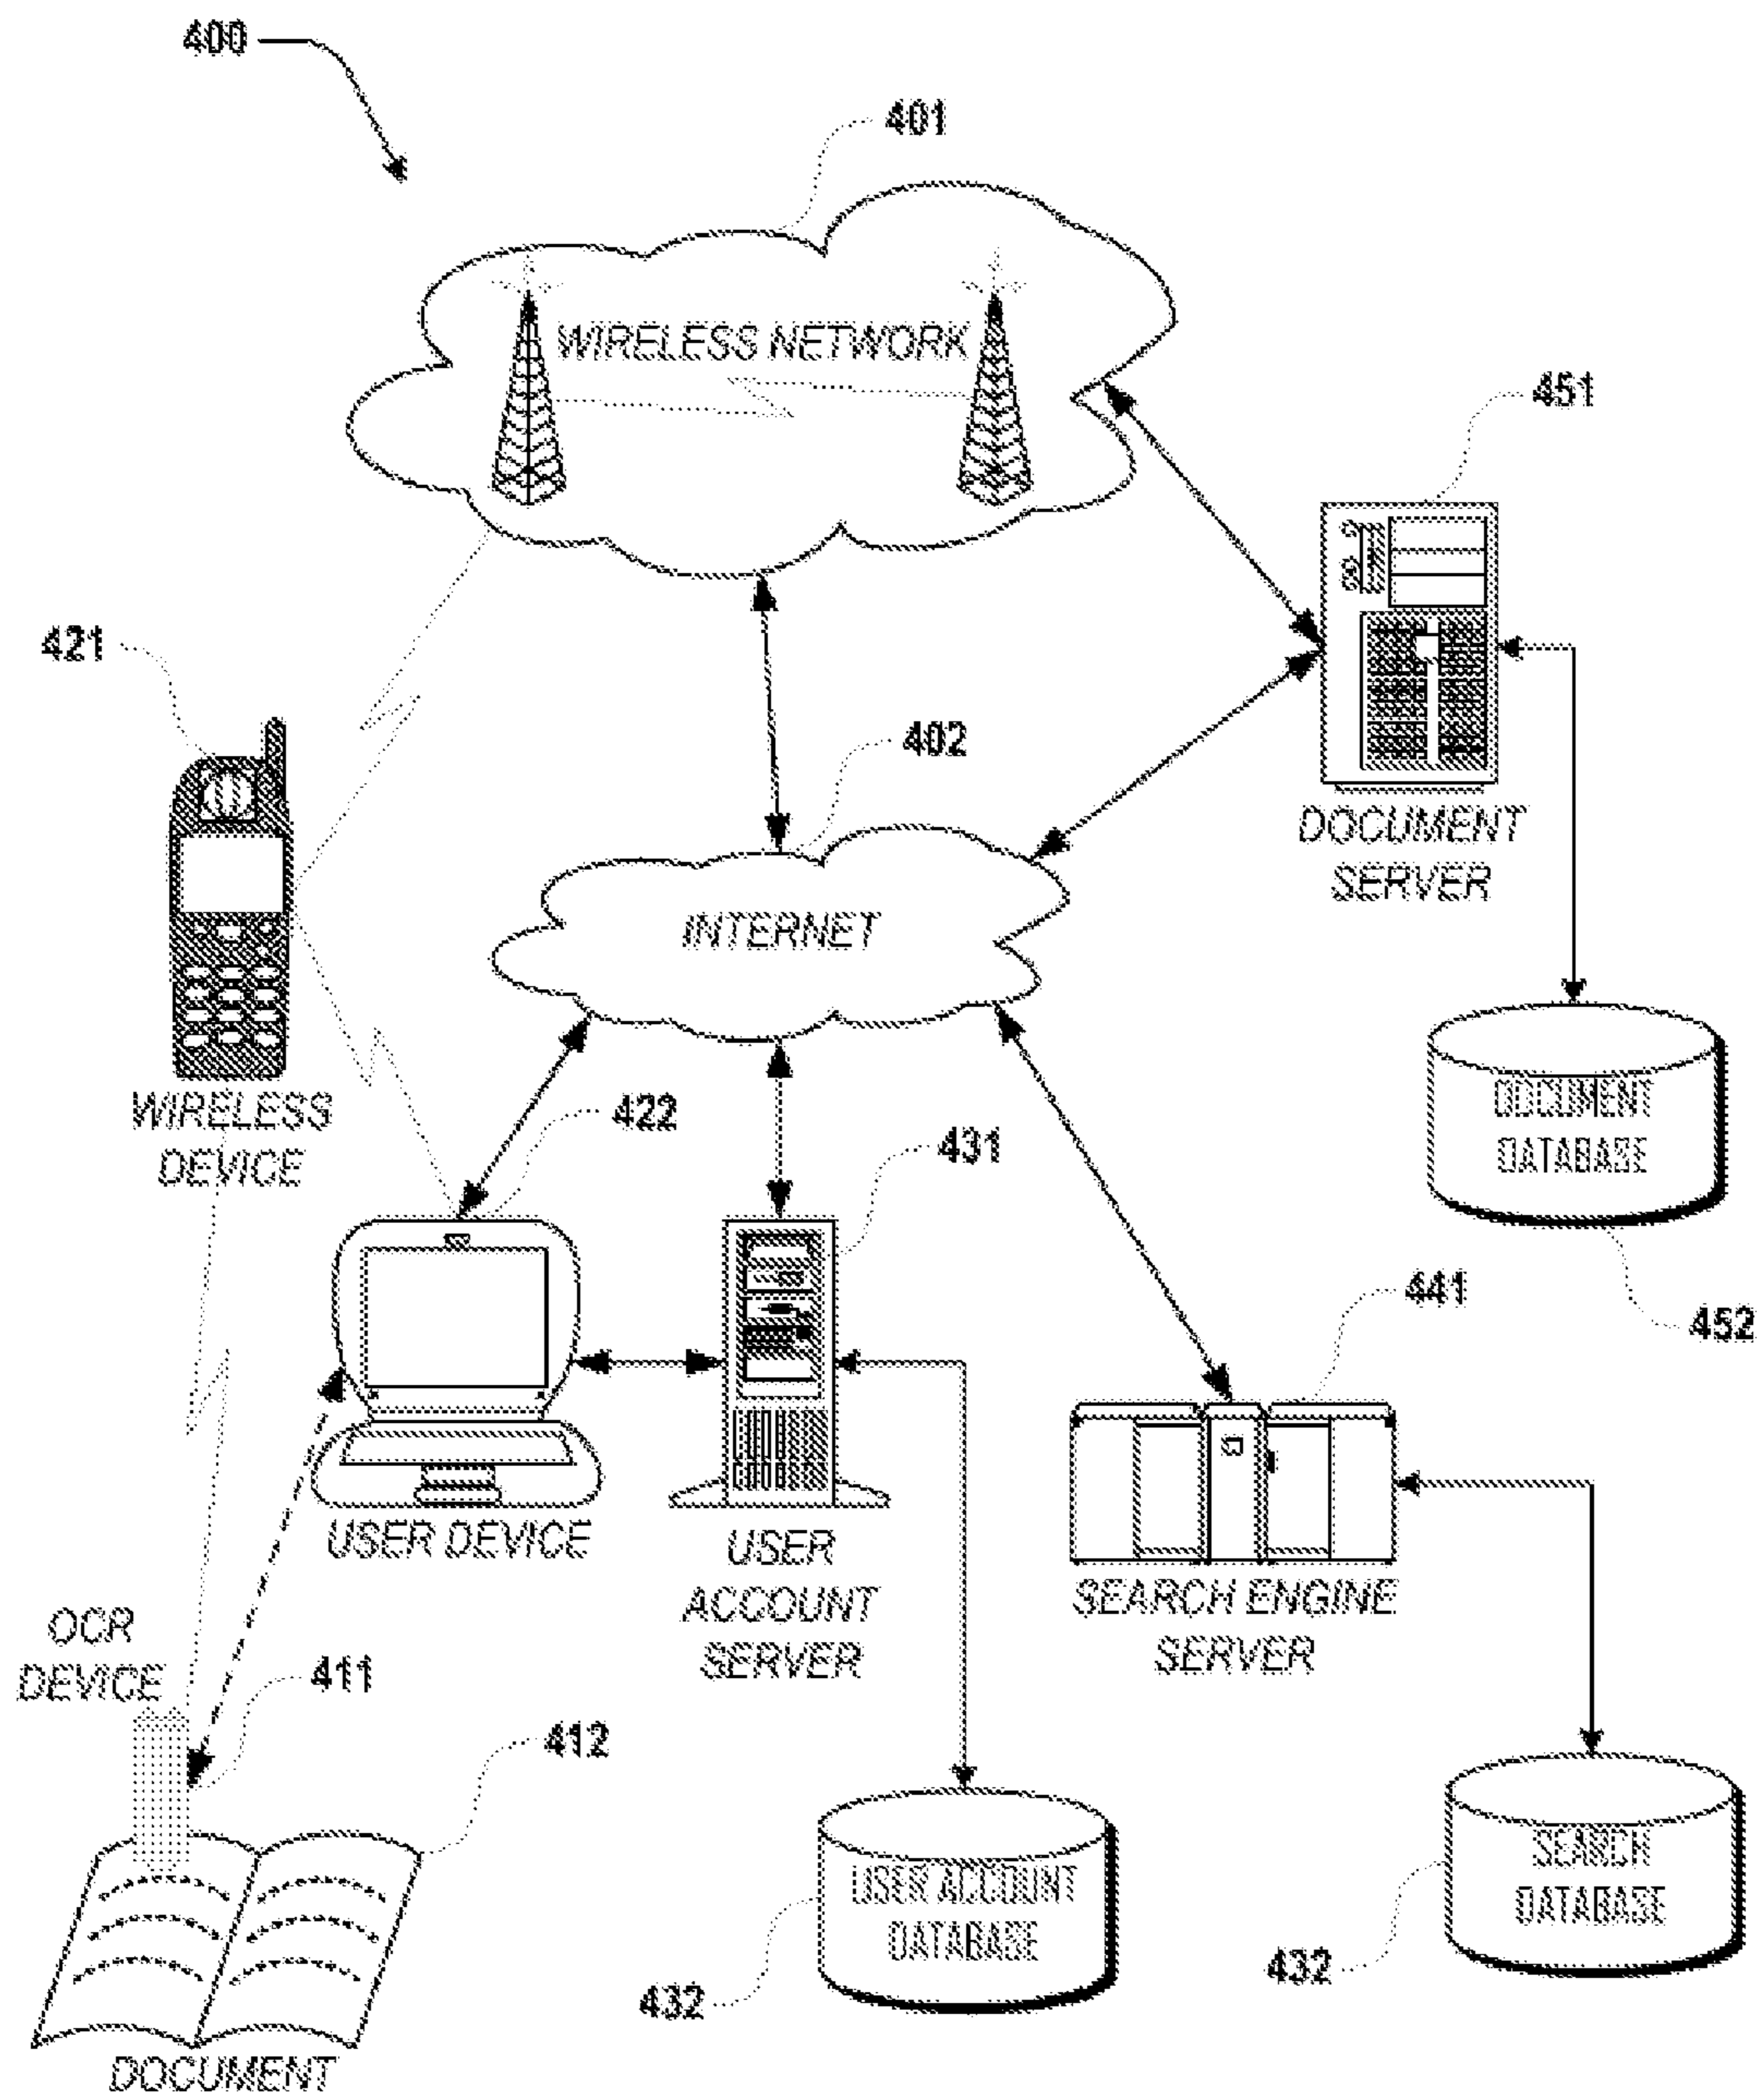 400
401
WIRELESS NETWORK
451
421
402
DOCUMENT
SERVER
INTERNET
WIRELESS
DEVICE
422
431
DOCUMENT
DATABASE
441
452
USER DEVICE
USER
ACCOUNT
SERVER
SEARCH ENGINE
SERVER
OCR
DEVICE
411
412
USER ACCOUNT
DATABASE
SEARCH
DATABASE
432
432
DOCUMENT